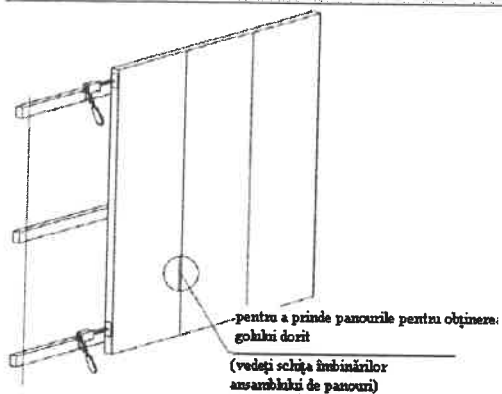 pentru a prinde panourile pentru obținerea
golului dorit
(vedeți schița îmbinărilor
ansamblului de panouri)